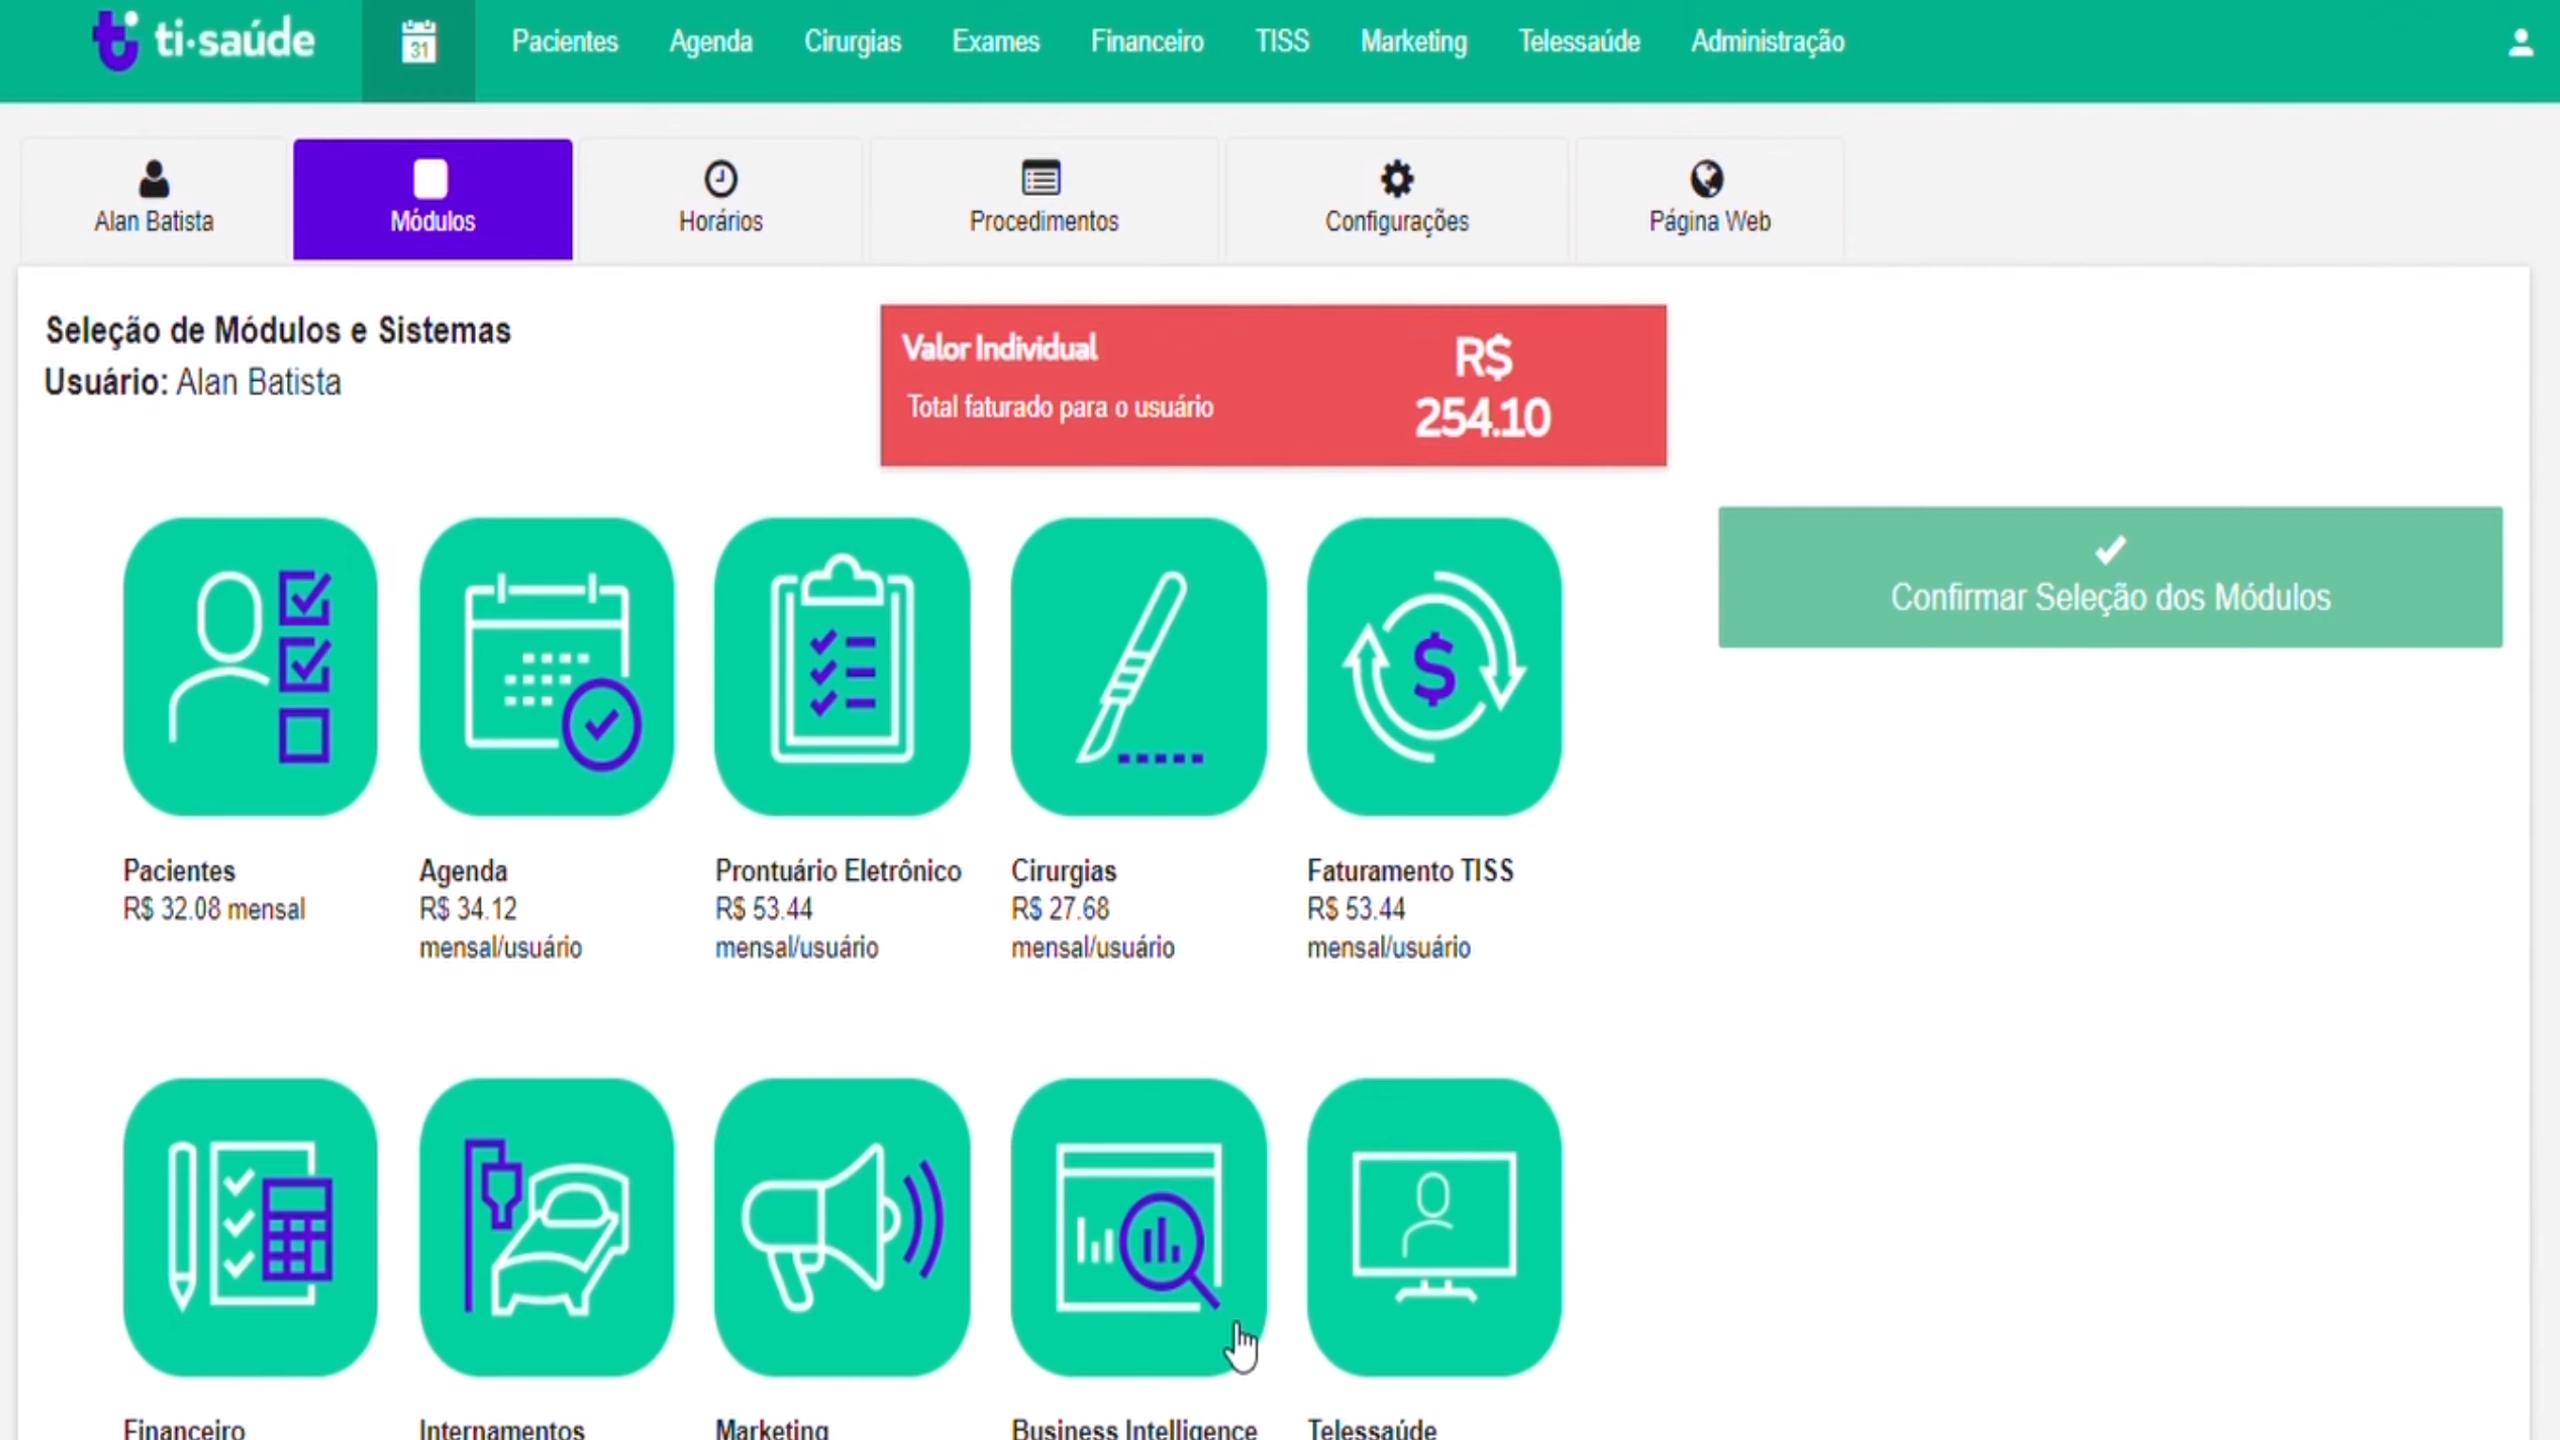 ti·saúde
31
Pacientes
Agenda
Cirurgias
Exames
Financeiro
TISS
Marketing
Telessaúde
Administração
Alan Batista
Módulos
Horários
Procedimentos
Configurações
Página Web
Seleção de Módulos e Sistemas
Usuário: Alan Batista
Valor Individual
Total faturado para o usuário
R$
254.10
Confirmar Seleção dos Módulos
Pacientes
R$ 32.08 mensal
Agenda
R$ 34.12
mensal/usuário
Prontuário Eletrônico
R$ 53.44
mensal/usuário
Cirurgias
R$ 27.68
mensal/usuário
Faturamento TISS
R$ 53.44
mensal/usuário
Financeiro
Internamentos
Marketing
Business Intelligence
Telessaúde